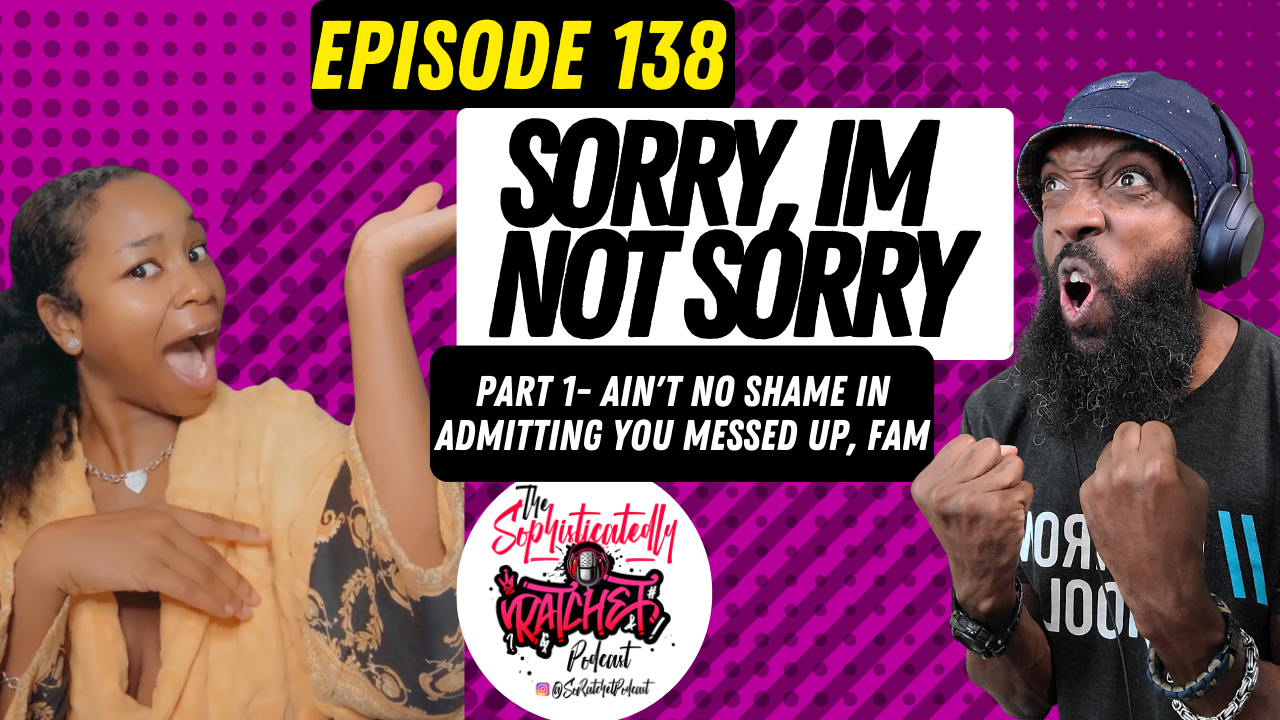 EPISODE 138
SORRY, IM
NOT SORRY
PART 1- AIN'T NO SHAME IN
ADMITTING YOU MESSED UP, FAM
The
Sophisticatedly
RATCHET
Podcast
@SoRatchetPodcast